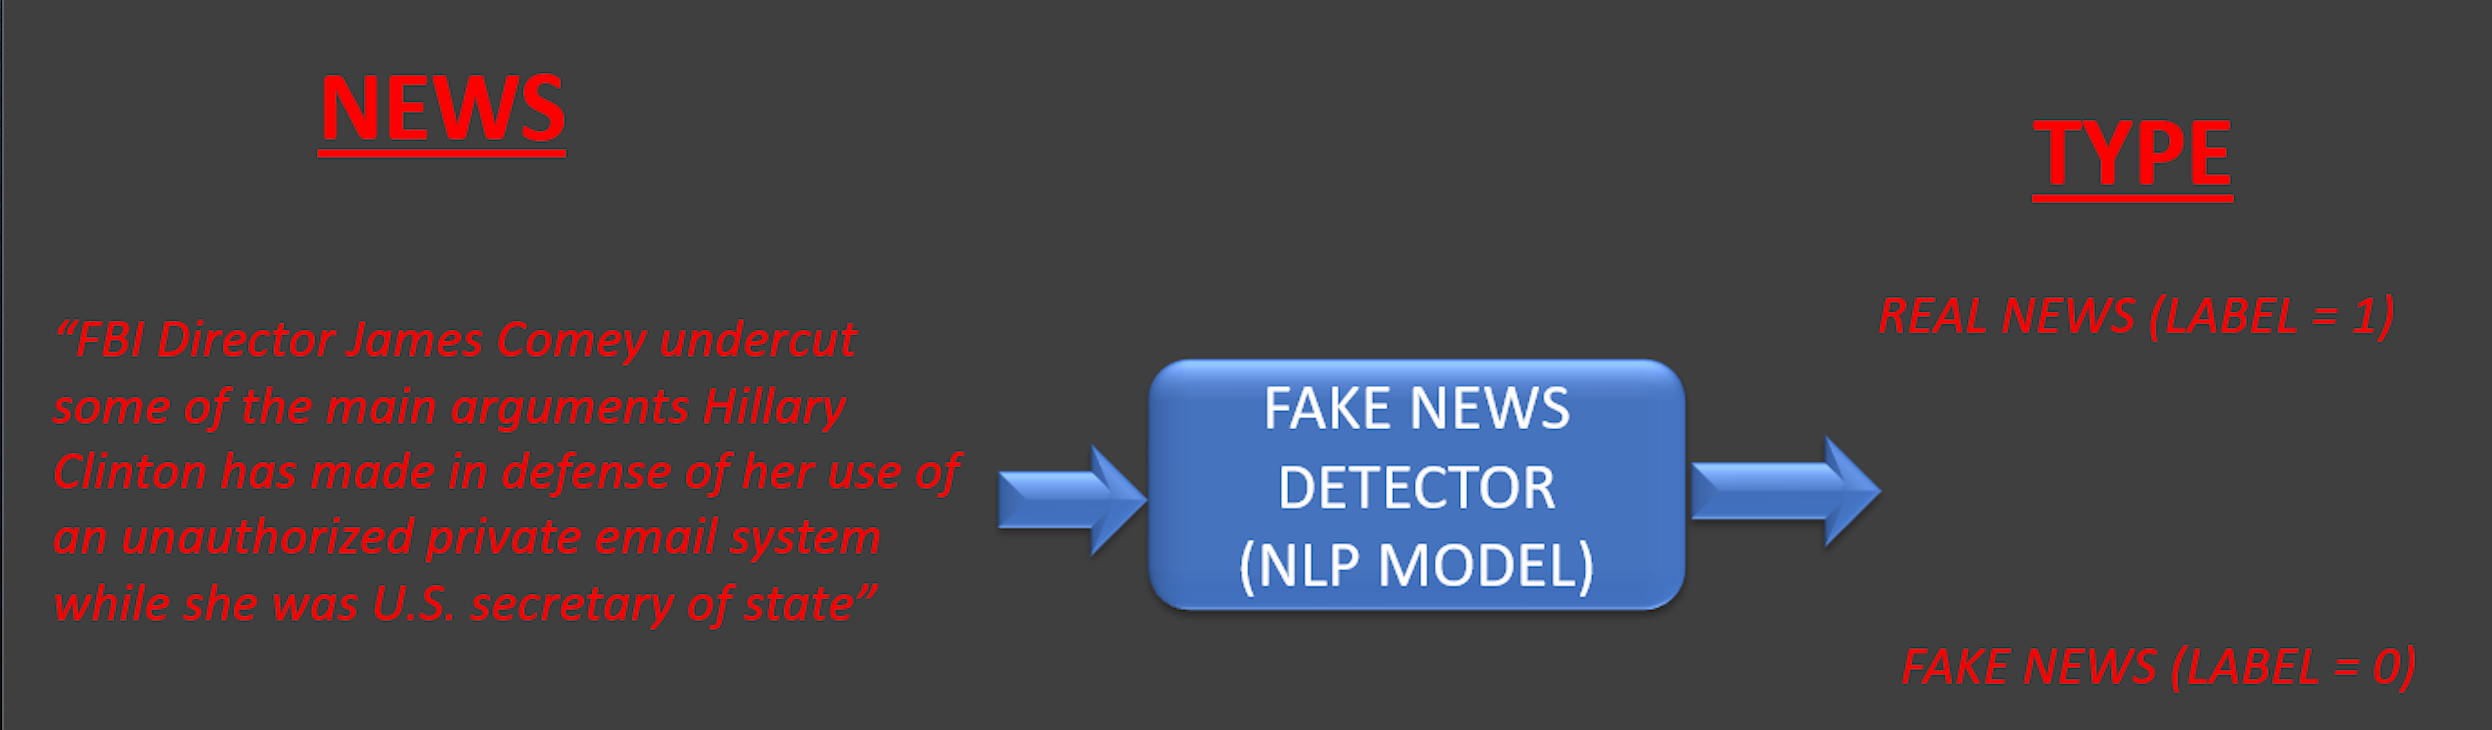 NEWS
“FBI Director James Comey undercut
some of the main arguments Hillary
Clinton has made in defense of her use of
an unauthorized private email system
while she was U.S. secretary of state”
FAKE NEWS
DETECTOR
(NLP MODEL)
TYPE
REAL NEWS (LABEL = 1)
FAKE NEWS (LABEL = 0)